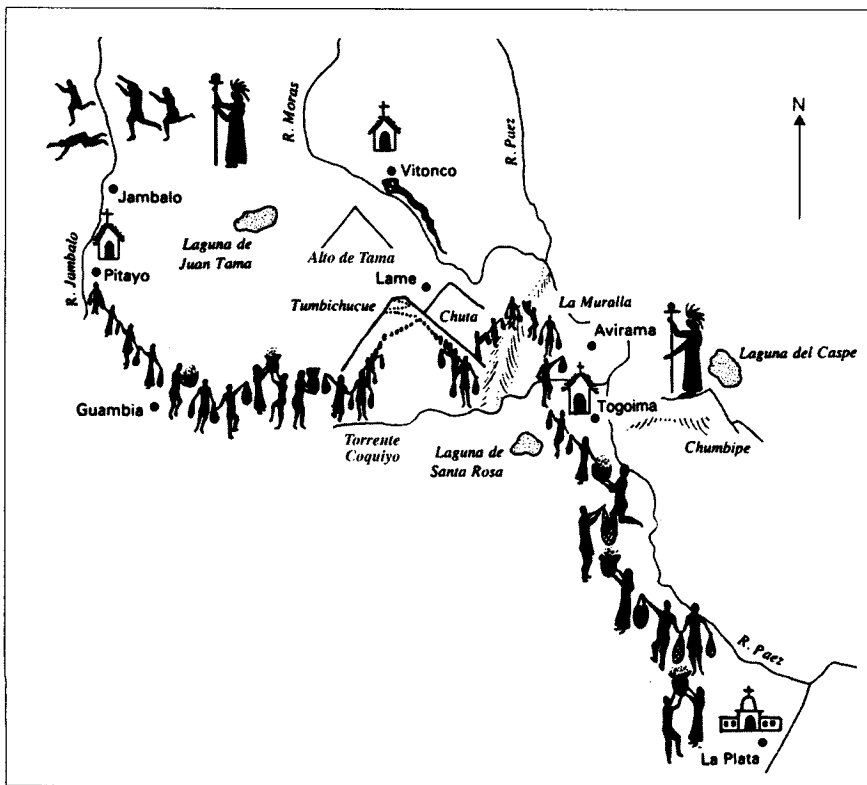 N
R. Moras
R. Paez
Vitonco
Jambalo
Laguna de
Juan Tama
Alto de Tama
R. Jambalo
Pitayo
Lame
Tumbichucue
Chuta
La Muralla
Avirama
Laguna del Caspe
Guambia
Togoima
Torrente
Coquiyo
Laguna de
Santa Rosa
Chumbipe
R. Paez
La Plata